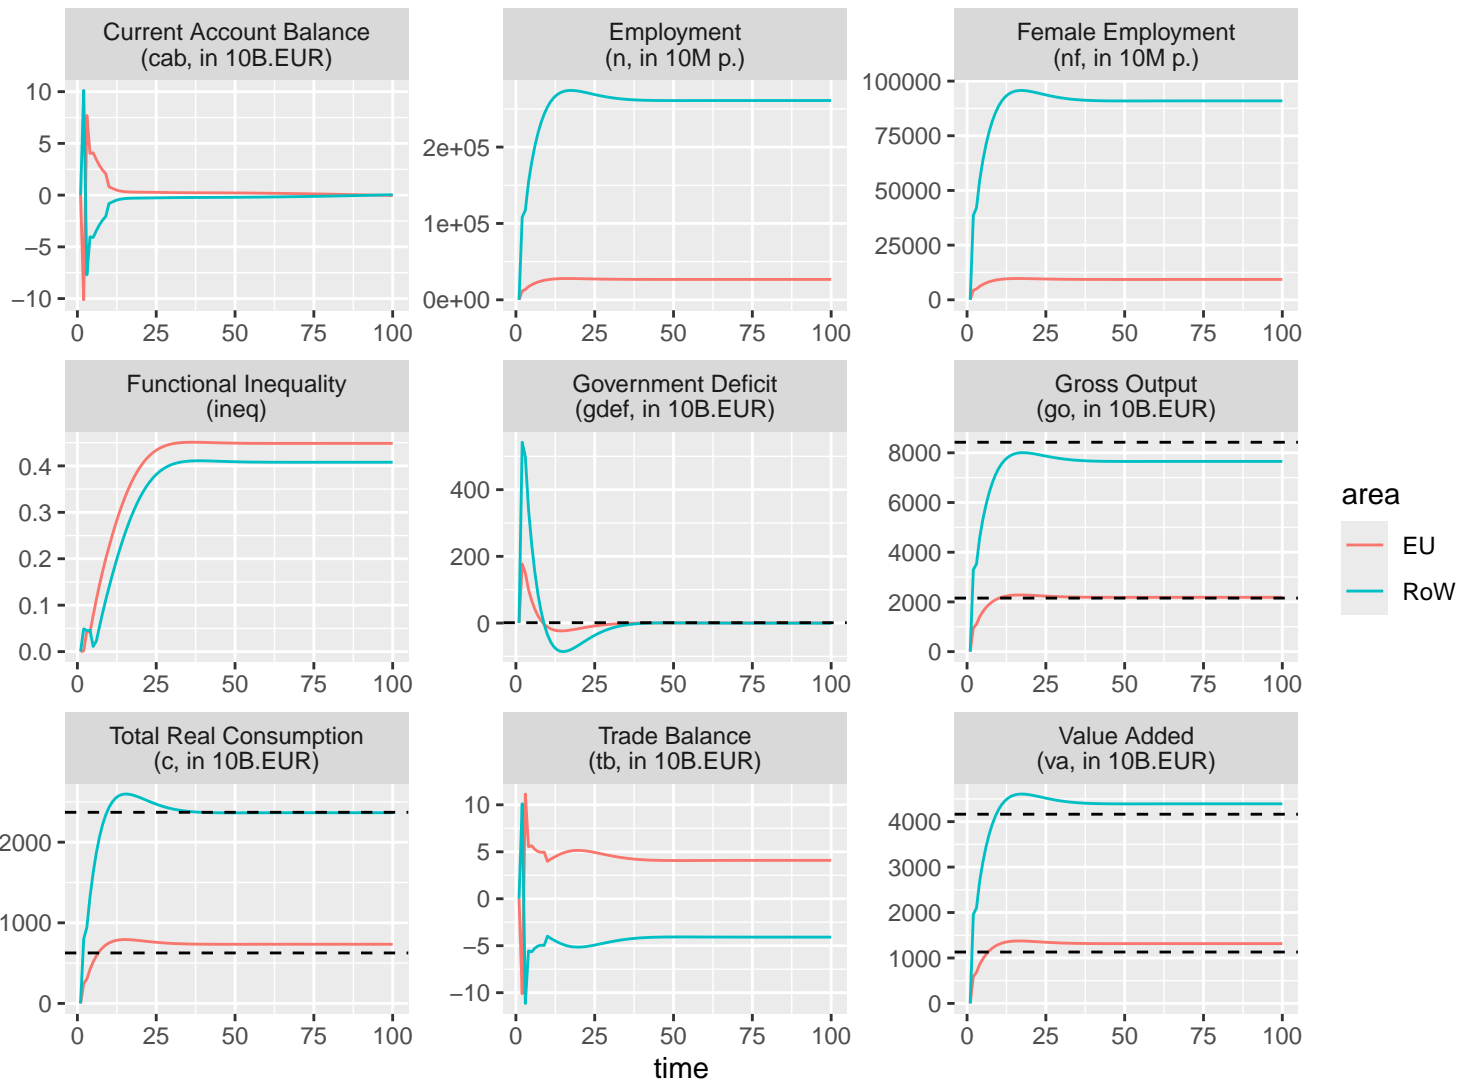 Current Account Balance
(cab, in 10B.EUR)
10
5
0
−5
−10
0 25 50 75 100
Employment
(n, in 10M p.)
2e+05
1e+05
0e+00
0 25 50 75 100
Female Employment
(nf, in 10M p.)
100000
75000
50000
25000
0
0 25 50 75 100
Functional Inequality
(ineq)
0.4
0.3
0.2
0.1
0.0
0 25 50 75 100
Government Deficit
(gdef, in 10B.EUR)
400
200
0
0 25 50 75 100
Gross Output
(go, in 10B.EUR)
8000
6000
4000
2000
0
0 25 50 75 100
Total Real Consumption
(c, in 10B.EUR)
2000
1000
0
0 25 50 75 100
Trade Balance
(tb, in 10B.EUR)
10
5
0
−5
−10
0 25 50 75 100
Value Added
(va, in 10B.EUR)
4000
3000
2000
1000
0
0 25 50 75 100
time
area
EU
RoW